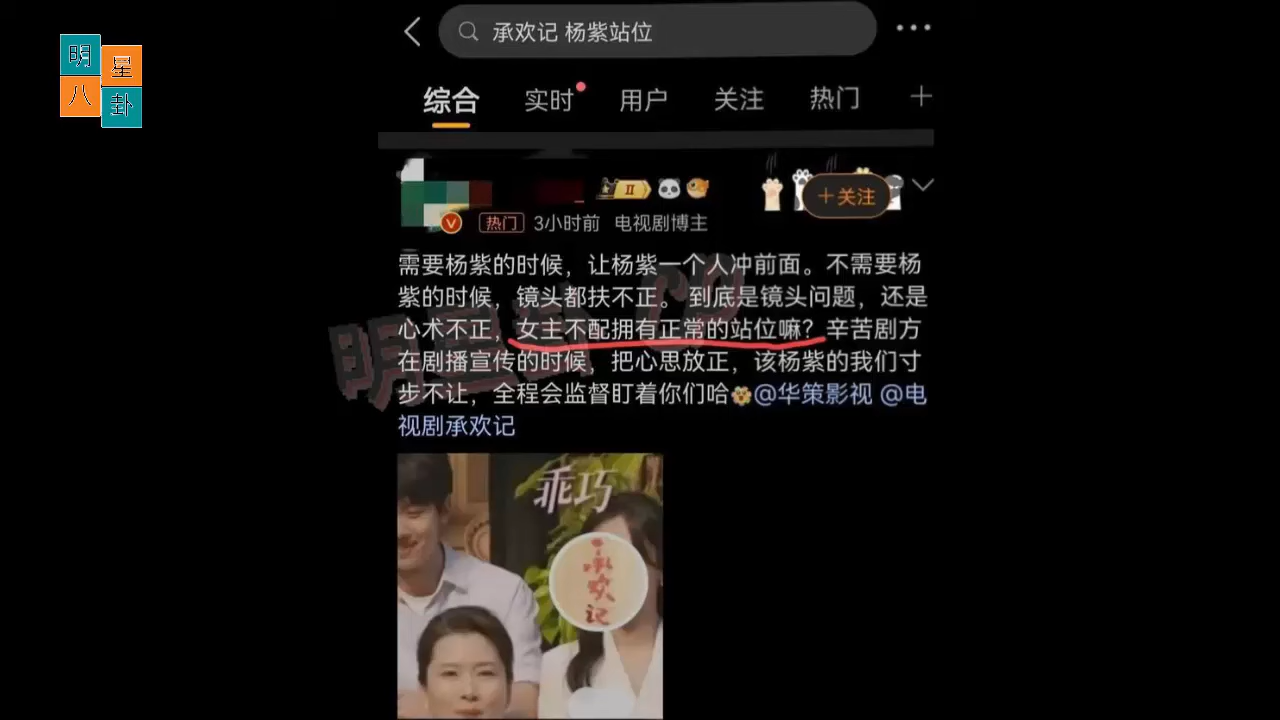 明星
八卦
承欢记 杨紫站位
综合 实时 用户 关注 热门
II
+关注
V 热门 3小时前 电视剧博主
需要杨紫的时候，让杨紫一个人冲前面。不需要杨
紫的时候，镜头都扶不正。到底是镜头问题，还是
心术不正，女主不配拥有正常的站位嘛？辛苦剧方
在剧播宣传的时候，把心思放正，该杨紫的我们寸
步不让，全程会监督盯着你们哈@华策影视 @电
视剧承欢记
明星卦 CP
乖巧
承欢记